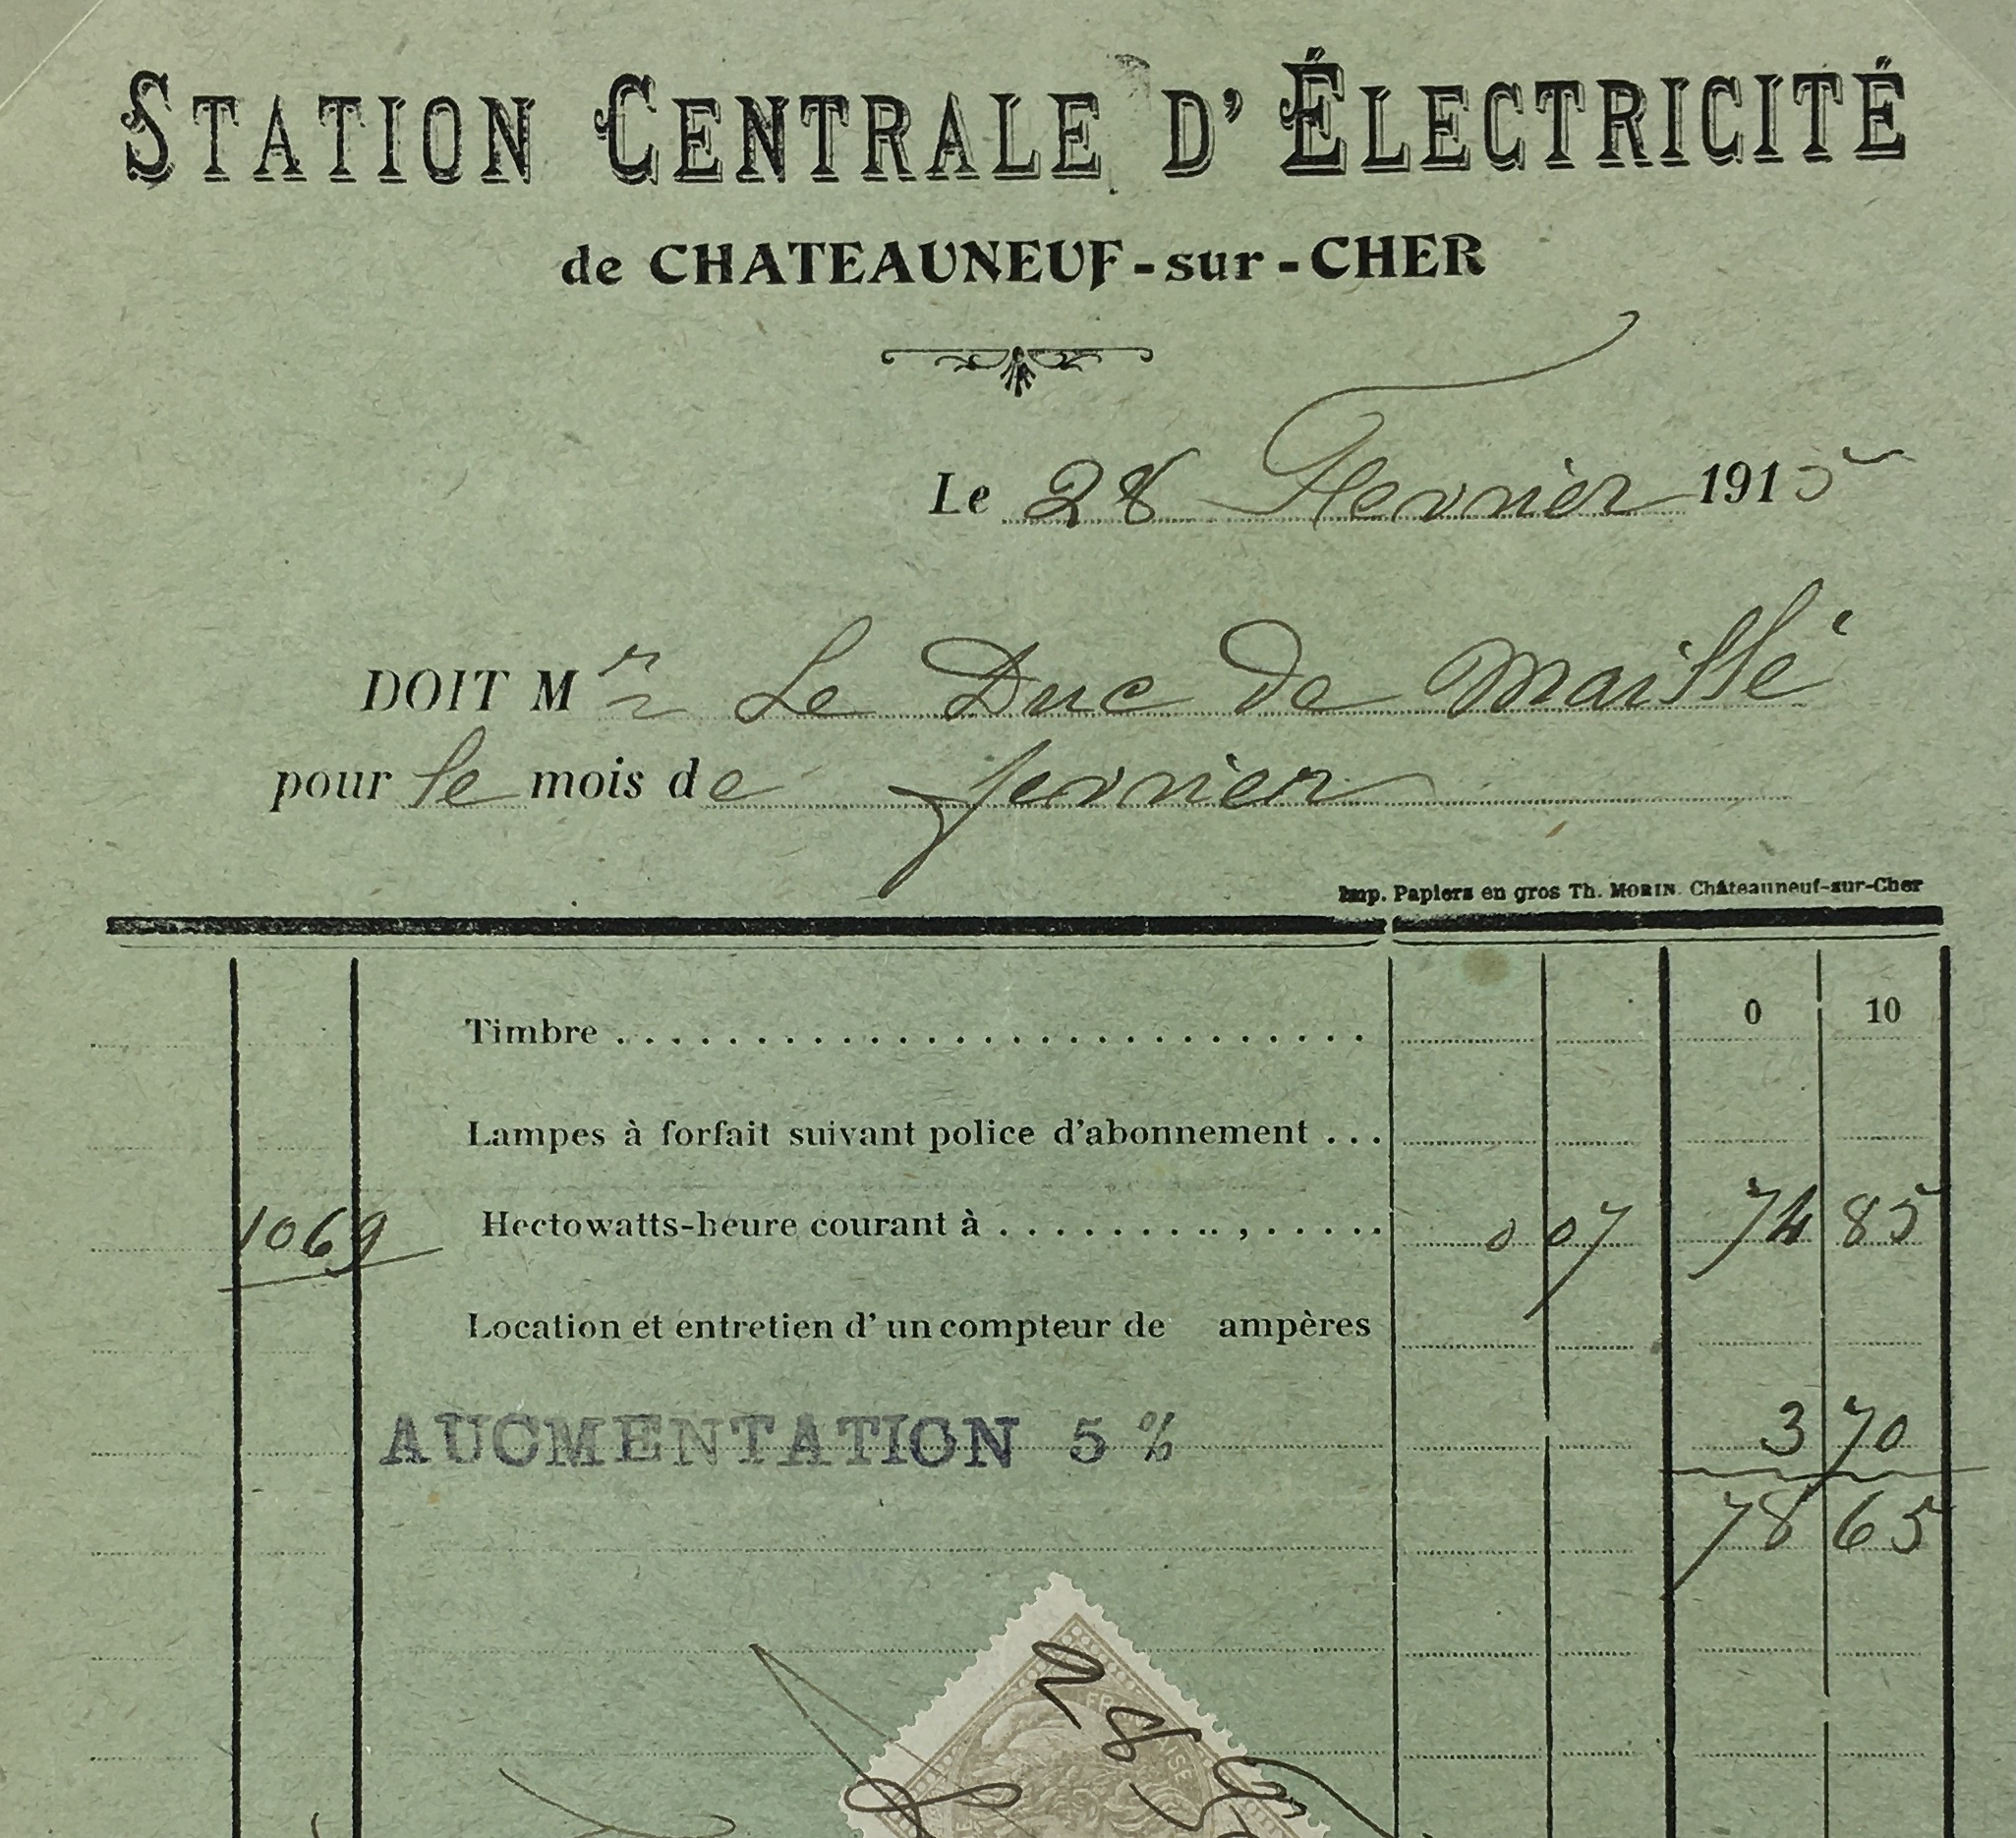 STATION CENTRALE D'ÉLECTRICITÉ
de CHATEAUNEUF-sur-CHER
Le 28 Fevrier 1915
DOIT Mr Le Duc de Maillé
pour le mois de fevrier
Imp. Papiers en gros Th. MORIN. Châteauneuf-sur-Cher
Timbre . . . . . . . . . . . . . . . . . . . . . . . . . . . 0 10
Lampes à forfait suivant police d'abonnement . . .
1069 Hectowatts-heure courant à . . . . . . . . .. , . . . . . 0 07 74 85
Location et entretien d'un compteur de ampères
AUGMENTATION 5 % 3 70
78 65
28